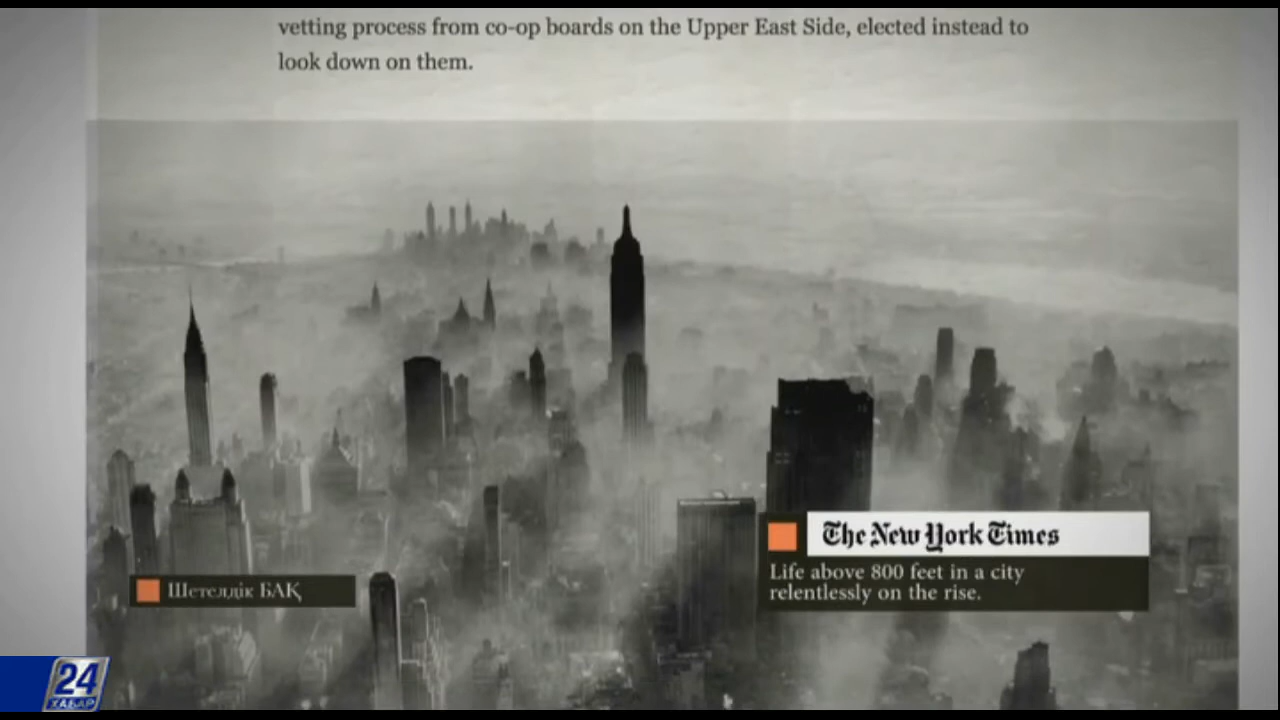 vetting process from co-op boards on the Upper East Side, elected instead to
look down on them.
The New York Times
Life above 800 feet in a city
relentlessly on the rise.
Шетелдік БАҚ
24
ХАБАР